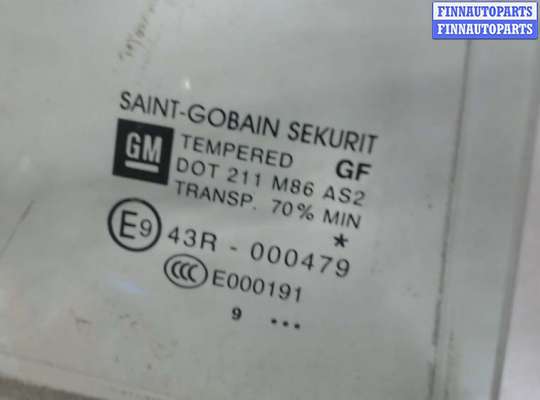 FINNAUTOPARTS
FINNAUTOPARTS
SAINT-GOBAIN SEKURIT
GM TEMPERED GF
DOT 211 M86 AS2
TRANSP. 70% MIN
*
E9 43R - 000479
CCC E000191
9 ...